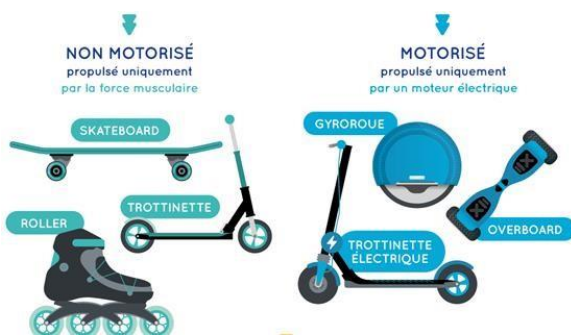 NON MOTORISÉ
propulsé uniquement
par la force musculaire
SKATEBOARD
TROTTINETTE
ROLLER
MOTORISÉ
propulsé uniquement
par un moteur électrique
GYROROUE
TROTTINETTE
ÉLECTRIQUE
OVERBOARD